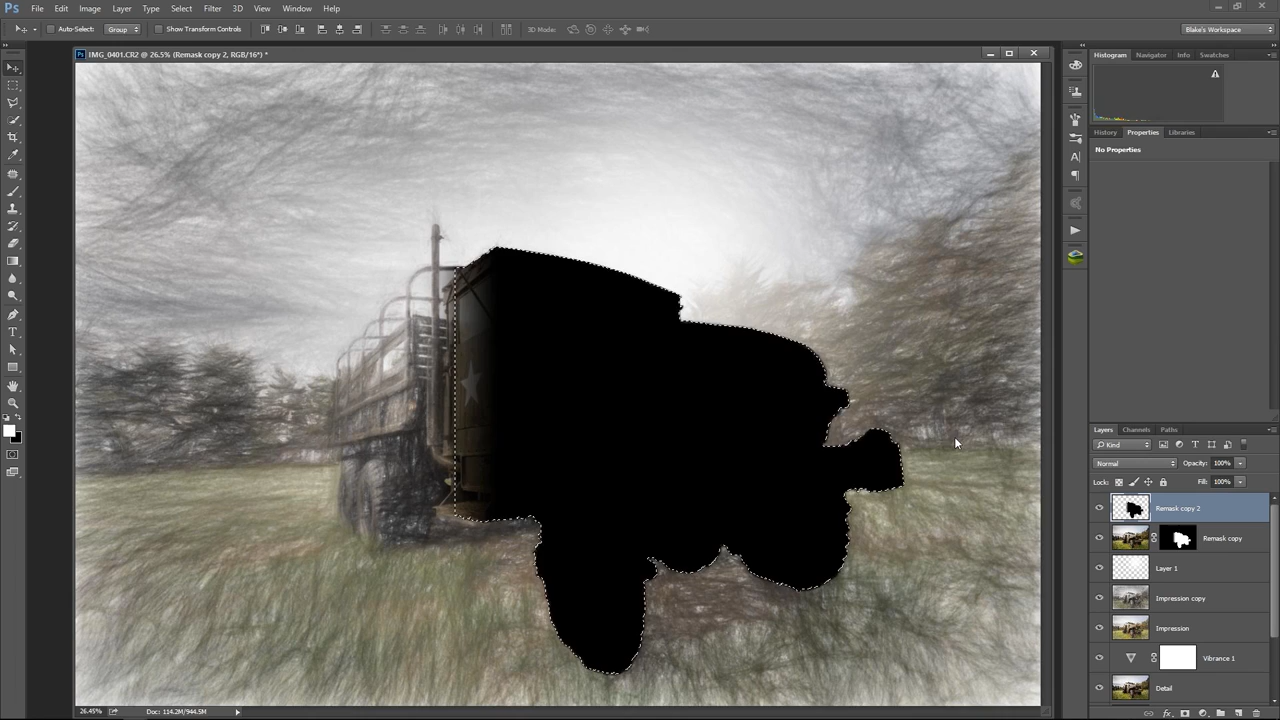 Ps File Edit Image Layer Type Select Filter 3D View Window Help
Auto-Select: Group Show Transform Controls 3D Mode: Blake's Workspace
Ps IMG_0401.CR2 @ 26.5% (Remask copy 2, RGB/16*) *
Histogram Navigator Info Swatches
History Properties Libraries
No Properties
Layers Channels Paths
Kind
Normal Opacity: 100%
Lock: Fill: 100%
Remask copy 2
Remask copy
Layer 1
Impression copy
Impression
Vibrance 1
Detail
26.45% Doc: 114.2M/944.5M